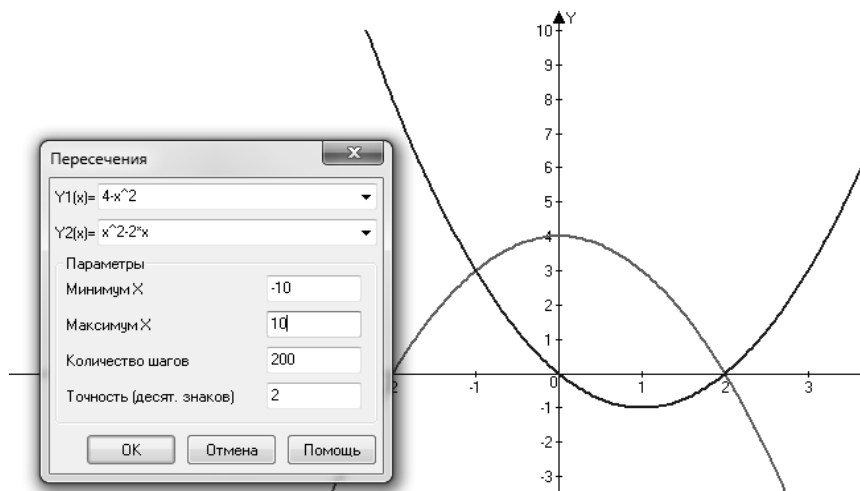 Пересечения
Y1(x)= 4-x^2
Y2(x)= x^2-2*x
Параметры
Минимум X -10
Максимум X 10
Количество шагов 200
Точность (десят. знаков) 2
OK Отмена Помощь
Y
10
9
8
7
6
5
4
3
2
1
2 -1 0 1 2 3
-1
-2
-3